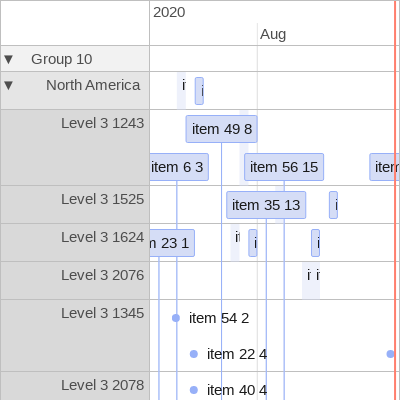 2020
Aug
▼ Group 10
▼ North America
Level 3 1243
item 49 8
item 6 3
item 56 15
Level 3 1525
item 35 13
Level 3 1624
23 1
Level 3 2076
Level 3 1345
item 54 2
item 22 4
Level 3 2078
item 40 4